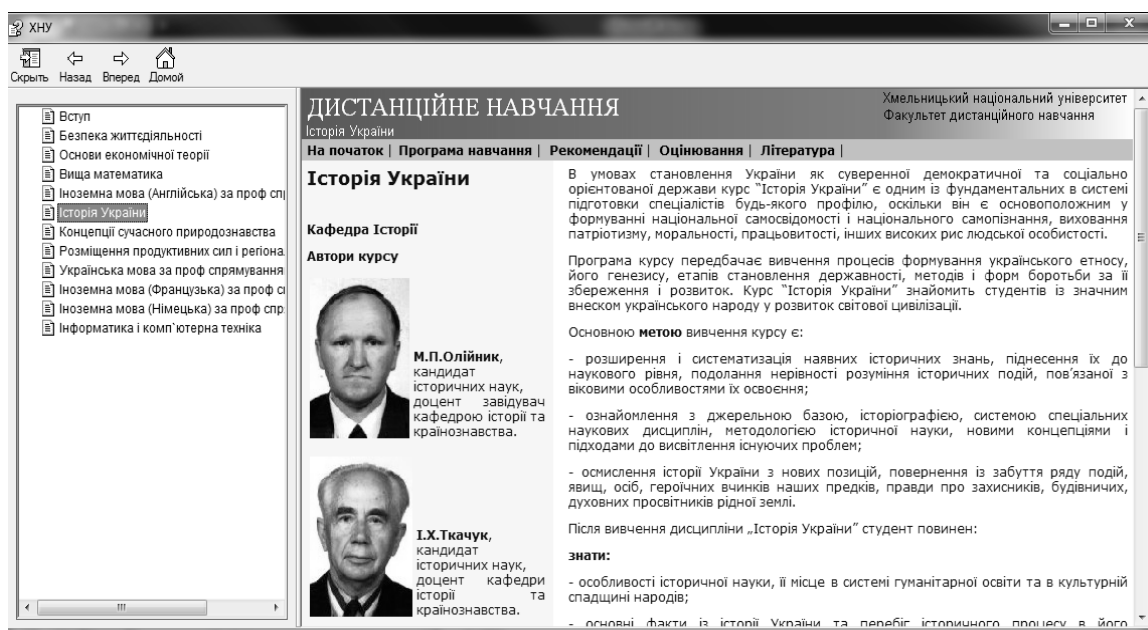 ХНУ
Скрыть Назад Вперед Домой
Вступ
Безпека життєдіяльності
Основи економічної теорії
Вища математика
Іноземна мова (Англійська) за проф
Історія України
Концепції сучасного природознавства
Розміщення продуктивних сил і
Українська мова за проф спрямування
Іноземна мова (Французька) за проф
Іноземна мова (Німецька) за проф спр
Інформатика і комп`ютерна техніка
ДИСТАНЦІЙНЕ НАВЧАННЯ
Історія України
Хмельницький національний університет
Факультет дистанційного навчання
На початок | Програма навчання | Рекомендації | Оцінювання | Література |
Історія України
Кафедра Історії
Автори курсу
М.П.Олійник,
кандидат
історичних наук,
доцент завідувач
кафедрою історії та
країнознавства.
І.Х.Ткачук,
кандидат
історичних наук,
доцент кафедри
історії та
країнознавства.
В умовах становлення України як суверенної демократичної та соціально
орієнтованої держави курс "Історія України" є одним із фундаментальних в системі
підготовки спеціалістів будь-якого профілю, оскільки він є основоположним у
формуванні національної самосвідомості і національного самопізнання, виховання
патріотизму, моральності, працьовитості, інших високих рис людської особистості.
Програма курсу передбачає вивчення процесів формування українського етносу,
його генезису, етапів становлення державності, методів і форм боротьби за її
збереження і розвиток. Курс "Історія України" знайомить студентів із значним
внеском українського народу у розвиток світової цивілізації.
Основною метою вивчення курсу є:
- розширення і систематизація наявних історичних знань, піднесення їх до
наукового рівня, подолання нерівності розуміння історичних подій, пов'язаної з
віковими особливостями їх освоєння;
- ознайомлення з джерельною базою, історіографією, системою спеціальних
наукових дисциплін, методологією історичної науки, новими концепціями і
підходами до висвітлення існуючих проблем;
- осмислення історії України з нових позицій, повернення із забуття ряду подій,
явищ, осіб, героїчних вчинків наших предків, правди про захисників, будівничих,
духовних просвітників рідної землі.
Після вивчення дисципліни „Історія України" студент повинен:
знати:
- особливості історичної науки, її місце в системі гуманітарної освіти та в культурній
спадщині народів;
- основні факти із історії України та перебіг історичного процесу в його